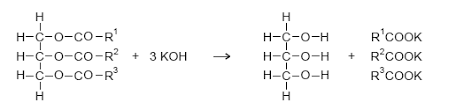 H H
H-C-O-CO-R¹ H-C-O-H R¹COOK
H-C-O-CO-R² + 3 KOH → H-C-O-H + R²COOK
H-C-O-CO-R³ H-C-O-H R³COOK
H H